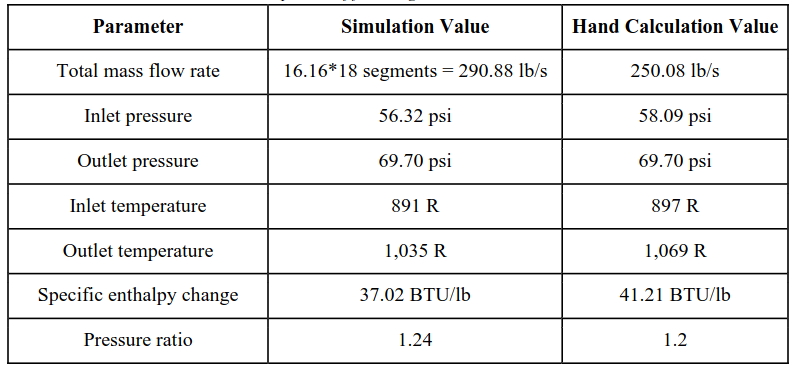 Parameter Simulation Value Hand Calculation Value
Total mass flow rate 16.16*18 segments = 290.88 lb/s 250.08 lb/s
Inlet pressure 56.32 psi 58.09 psi
Outlet pressure 69.70 psi 69.70 psi
Inlet temperature 891 R 897 R
Outlet temperature 1,035 R 1,069 R
Specific enthalpy change 37.02 BTU/lb 41.21 BTU/lb
Pressure ratio 1.24 1.2